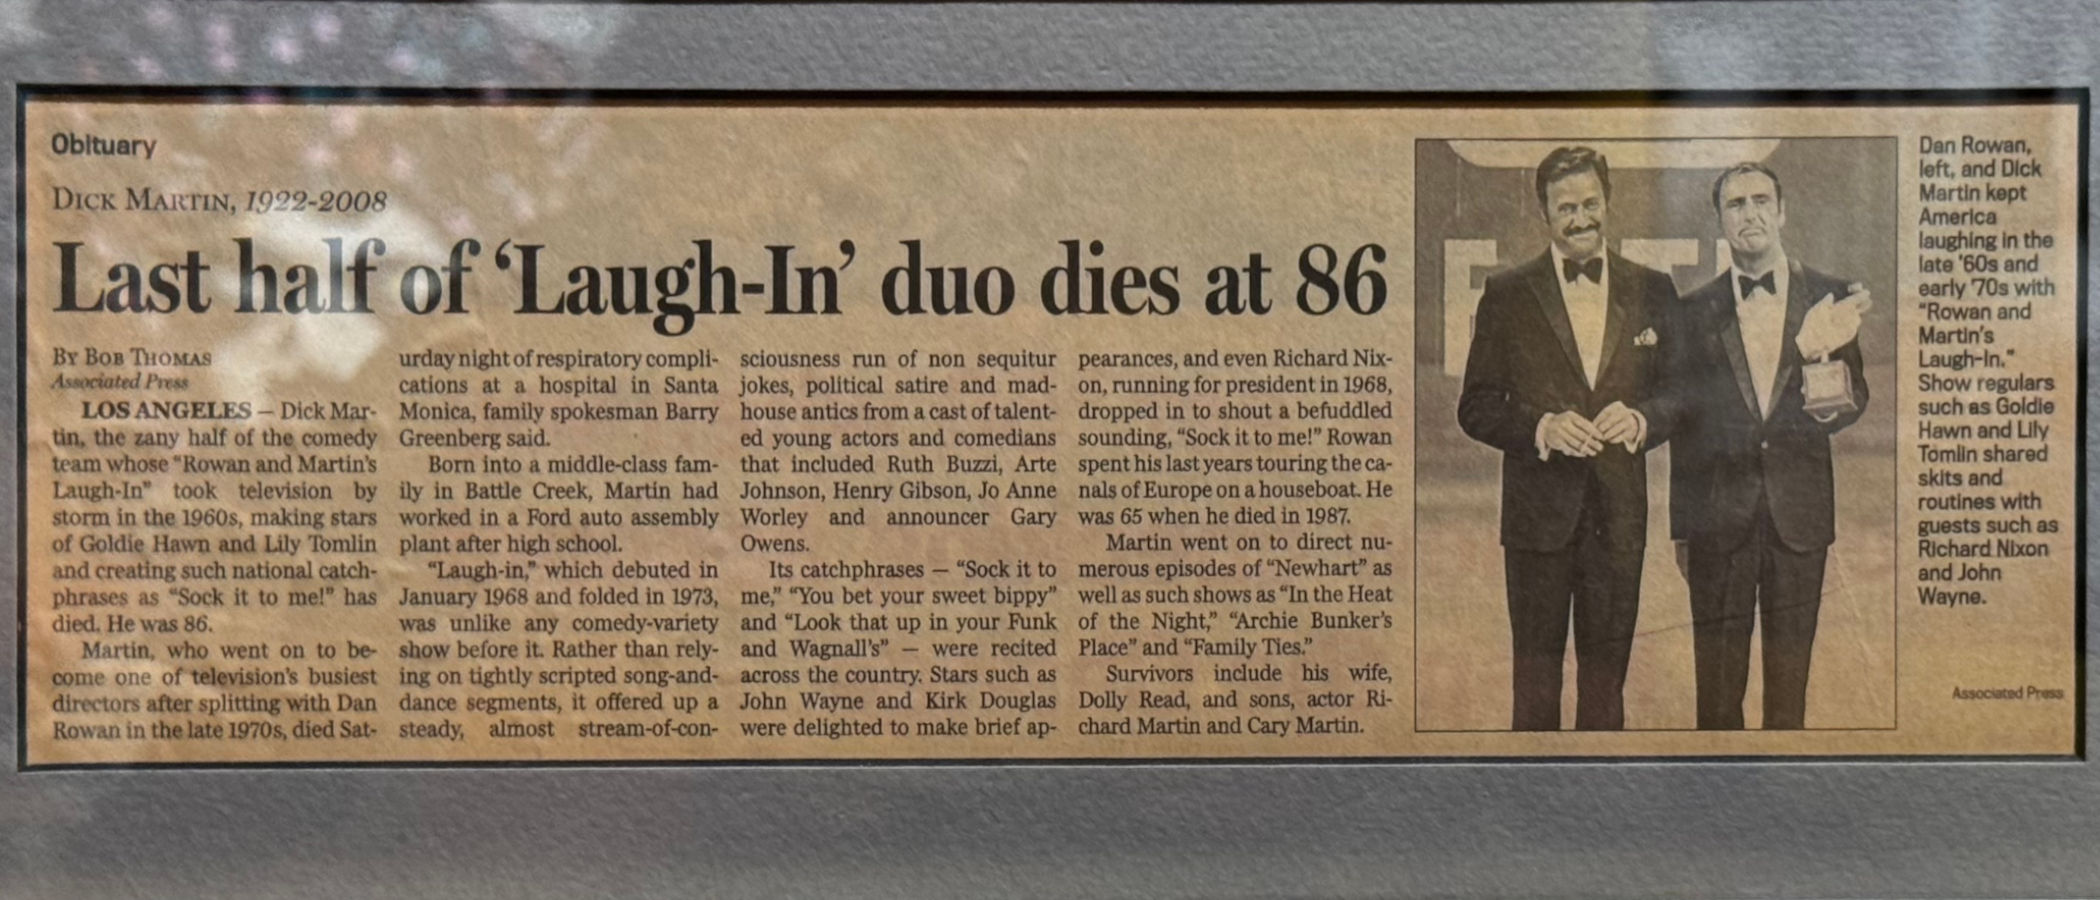 Obituary
DICK MARTIN, 1922-2008
Last half of ‘Laugh-In’ duo dies at 86
BY BOB THOMAS
Associated Press
LOS ANGELES — Dick Mar-
tin, the zany half of the comedy
team whose “Rowan and Martin’s
Laugh-In” took television by
storm in the 1960s, making stars
of Goldie Hawn and Lily Tomlin
and creating such national catch-
phrases as “Sock it to me!” has
died. He was 86.
Martin, who went on to be-
come one of television’s busiest
directors after splitting with Dan
Rowan in the late 1970s, died Sat-
urday night of respiratory compli-
cations at a hospital in Santa
Monica, family spokesman Barry
Greenberg said.
Born into a middle-class fam-
ily in Battle Creek, Martin had
worked in a Ford auto assembly
plant after high school.
“Laugh-in,” which debuted in
January 1968 and folded in 1973,
was unlike any comedy-variety
show before it. Rather than rely-
ing on tightly scripted song-and-
dance segments, it offered up a
steady, almost stream-of-con-
sciousness run of non sequitur
jokes, political satire and mad-
house antics from a cast of talent-
ed young actors and comedians
that included Ruth Buzzi, Arte
Johnson, Henry Gibson, Jo Anne
Worley and announcer Gary
Owens.
Its catchphrases — “Sock it to
me,” “You bet your sweet bippy”
and “Look that up in your Funk
and Wagnall’s” — were recited
across the country. Stars such as
John Wayne and Kirk Douglas
were delighted to make brief ap-
pearances, and even Richard Nix-
on, running for president in 1968,
dropped in to shout a befuddled
sounding, “Sock it to me!” Rowan
spent his last years touring the ca-
nals of Europe on a houseboat. He
was 65 when he died in 1987.
Martin went on to direct nu-
merous episodes of “Newhart” as
well as such shows as “In the Heat
of the Night,” “Archie Bunker’s
Place” and “Family Ties.”
Survivors include his wife,
Dolly Read, and sons, actor Ri-
chard Martin and Cary Martin.
Dan Rowan,
left, and Dick
Martin kept
America
laughing in the
late ’60s and
early ’70s with
“Rowan and
Martin’s
Laugh-In.”
Show regulars
such as Goldie
Hawn and Lily
Tomlin shared
skits and
routines with
guests such as
Richard Nixon
and John
Wayne.
Associated Press